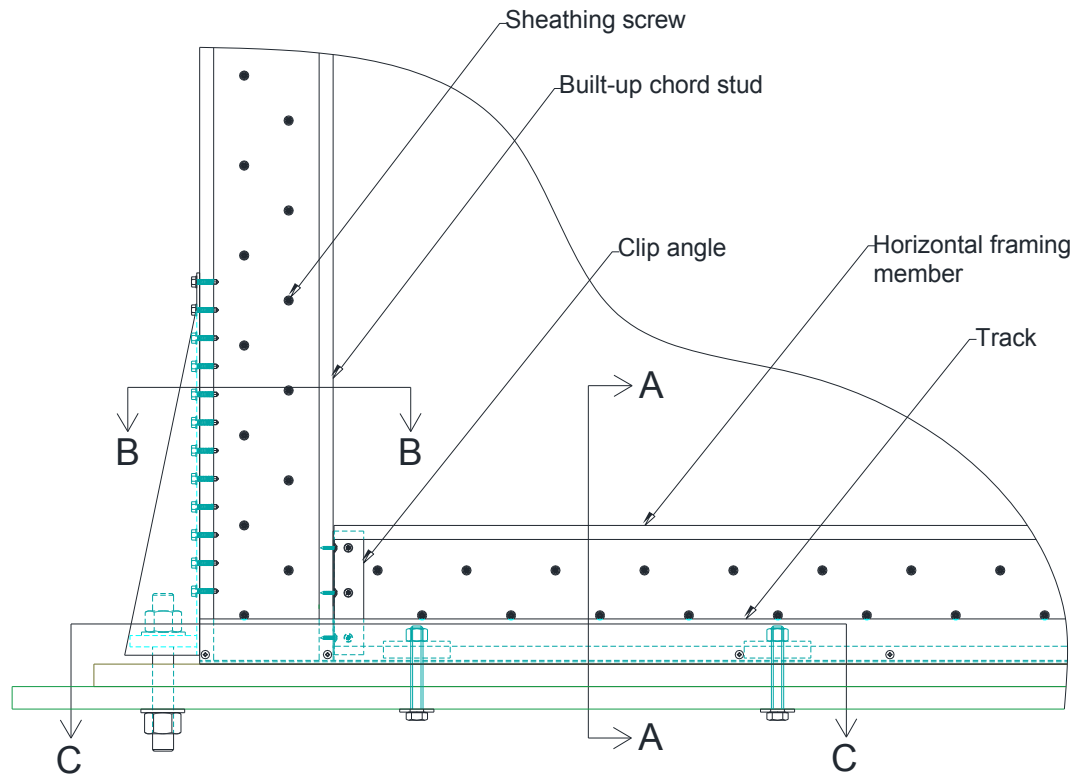 Sheathing screw
Built-up chord stud
Clip angle
Horizontal framing
member
Track
A
B
B
A
C
C